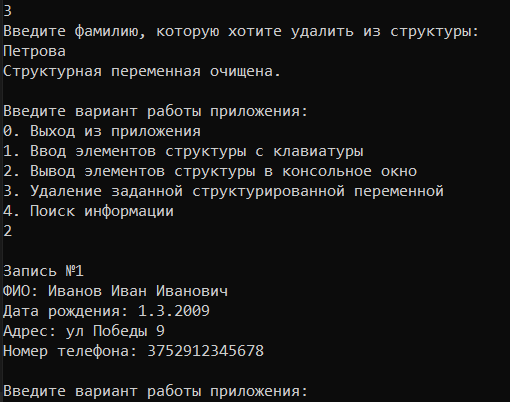 3
Введите фамилию, которую хотите удалить из структуры:
Петрова
Структурная переменная очищена.
Введите вариант работы приложения:
0. Выход из приложения
1. Ввод элементов структуры с клавиатуры
2. Вывод элементов структуры в консольное окно
3. Удаление заданной структурированной переменной
4. Поиск информации
2
Запись №1
ФИО: Иванов Иван Иванович
Дата рождения: 1.3.2009
Адрес: ул Победы 9
Номер телефона: 3752912345678
Введите вариант работы приложения: